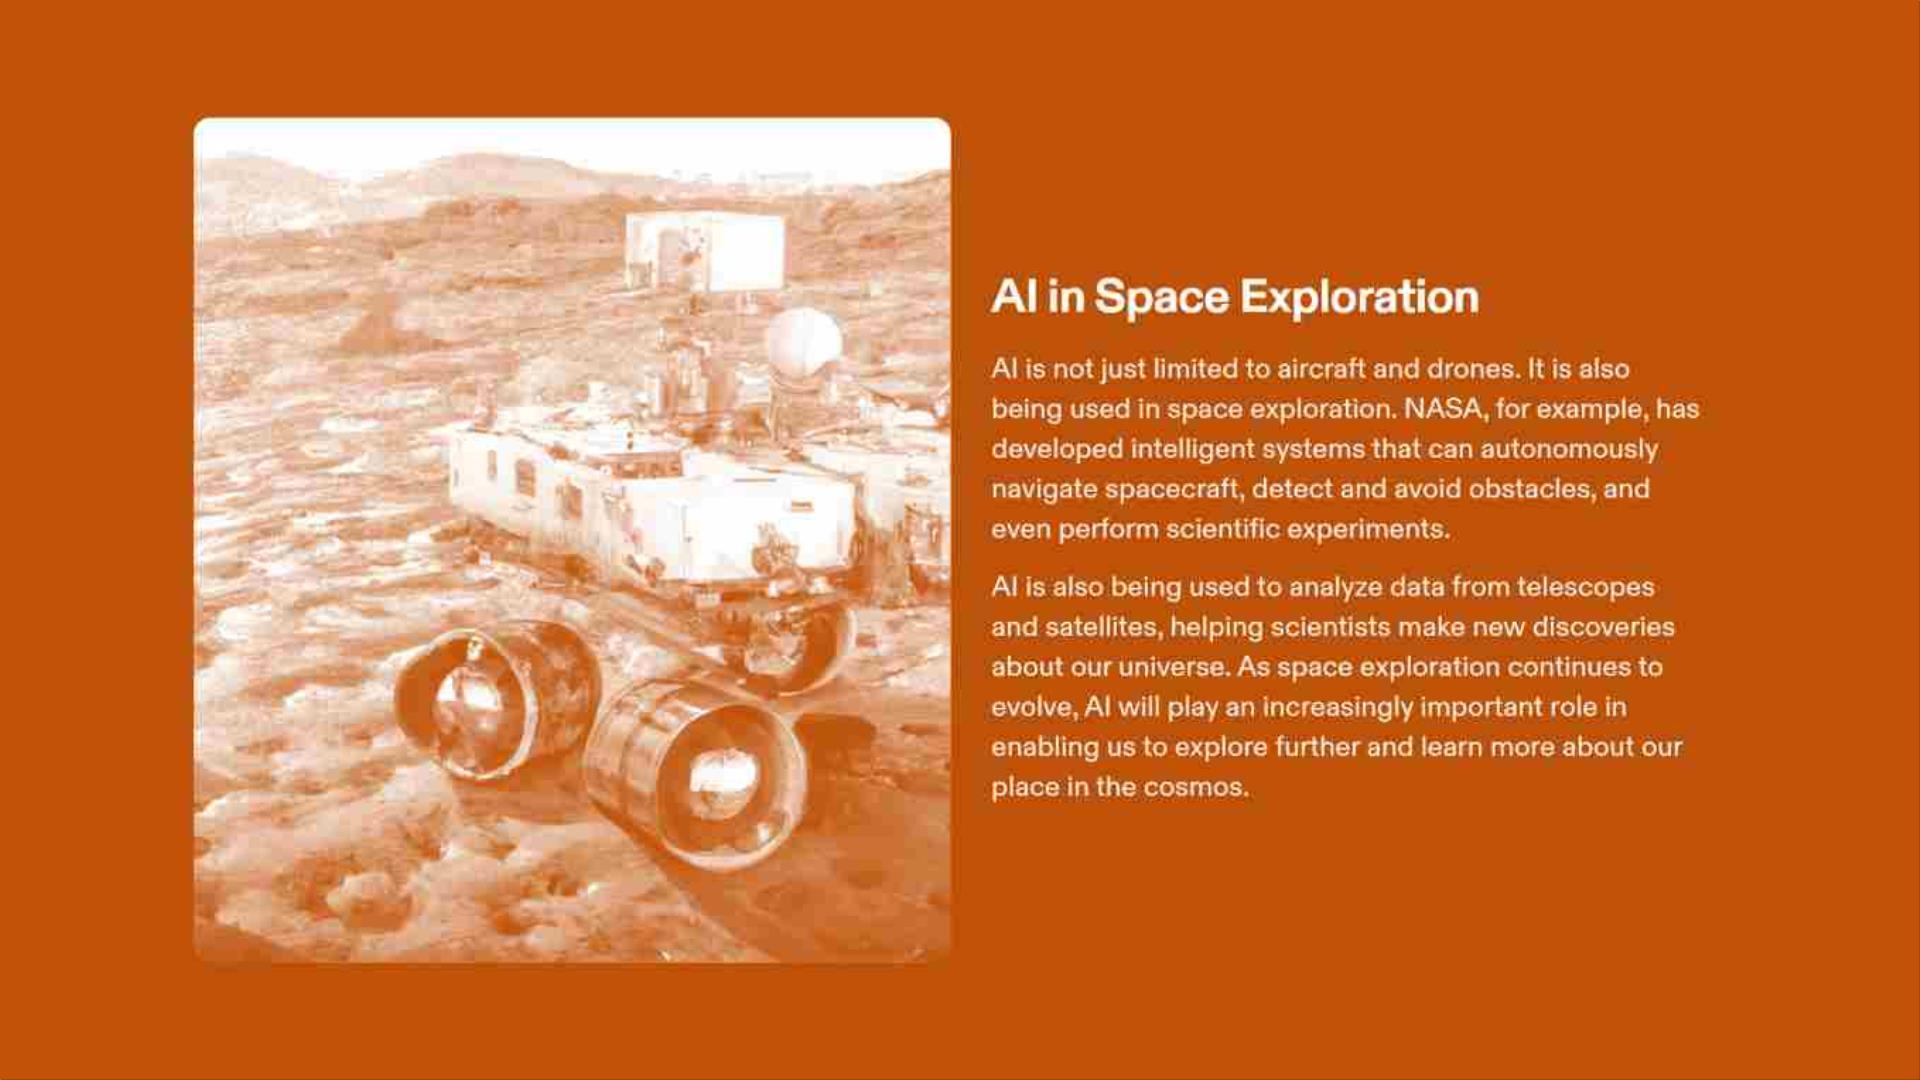 AI in Space Exploration
AI is not just limited to aircraft and drones. It is also
being used in space exploration. NASA, for example, has
developed intelligent systems that can autonomously
navigate spacecraft, detect and avoid obstacles, and
even perform scientific experiments.
AI is also being used to analyze data from telescopes
and satellites, helping scientists make new discoveries
about our universe. As space exploration continues to
evolve, AI will play an increasingly important role in
enabling us to explore further and learn more about our
place in the cosmos.